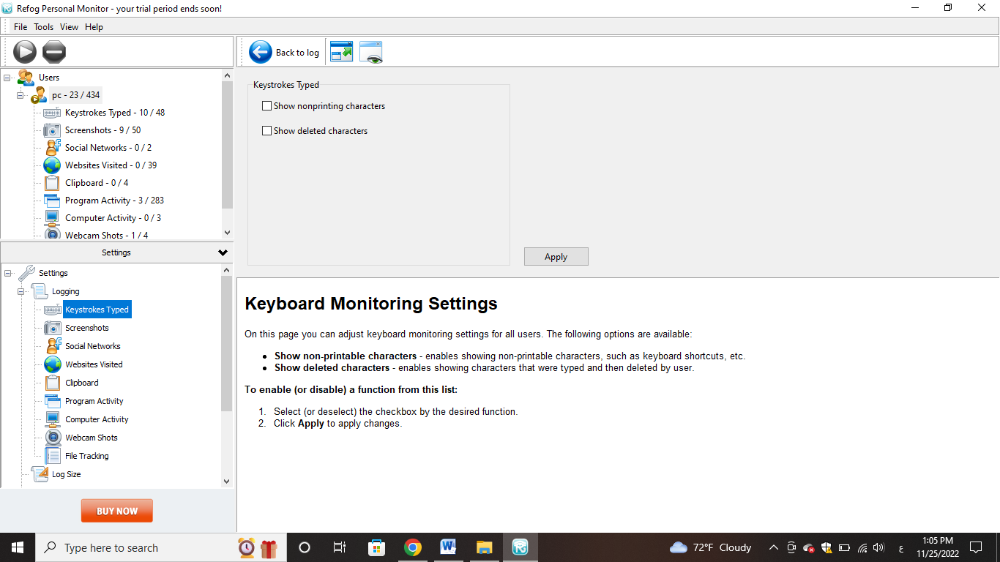 Refog Personal Monitor - your trial period ends soon!
File Tools View Help
Back to log
Users
pc - 23 / 434
Keystrokes Typed - 10 / 48
Screenshots - 9 / 50
Social Networks - 0 / 2
Websites Visited - 0 / 39
Clipboard - 0 / 4
Program Activity - 3 / 283
Computer Activity - 0 / 3
Webcam Shots - 1 / 4
Settings
Settings
Logging
Keystrokes Typed
Screenshots
Social Networks
Websites Visited
Clipboard
Program Activity
Computer Activity
Webcam Shots
File Tracking
Log Size
BUY NOW
Keystrokes Typed
Show nonprinting characters
Show deleted characters
Apply
Keyboard Monitoring Settings
On this page you can adjust keyboard monitoring settings for all users. The following options are available:
• Show non-printable characters - enables showing non-printable characters, such as keyboard shortcuts, etc.
• Show deleted characters - enables showing characters that were typed and then deleted by user.
To enable (or disable) a function from this list:
1. Select (or deselect) the checkbox by the desired function.
2. Click Apply to apply changes.
Type here to search
72°F Cloudy
ع
1:05 PM
11/25/2022